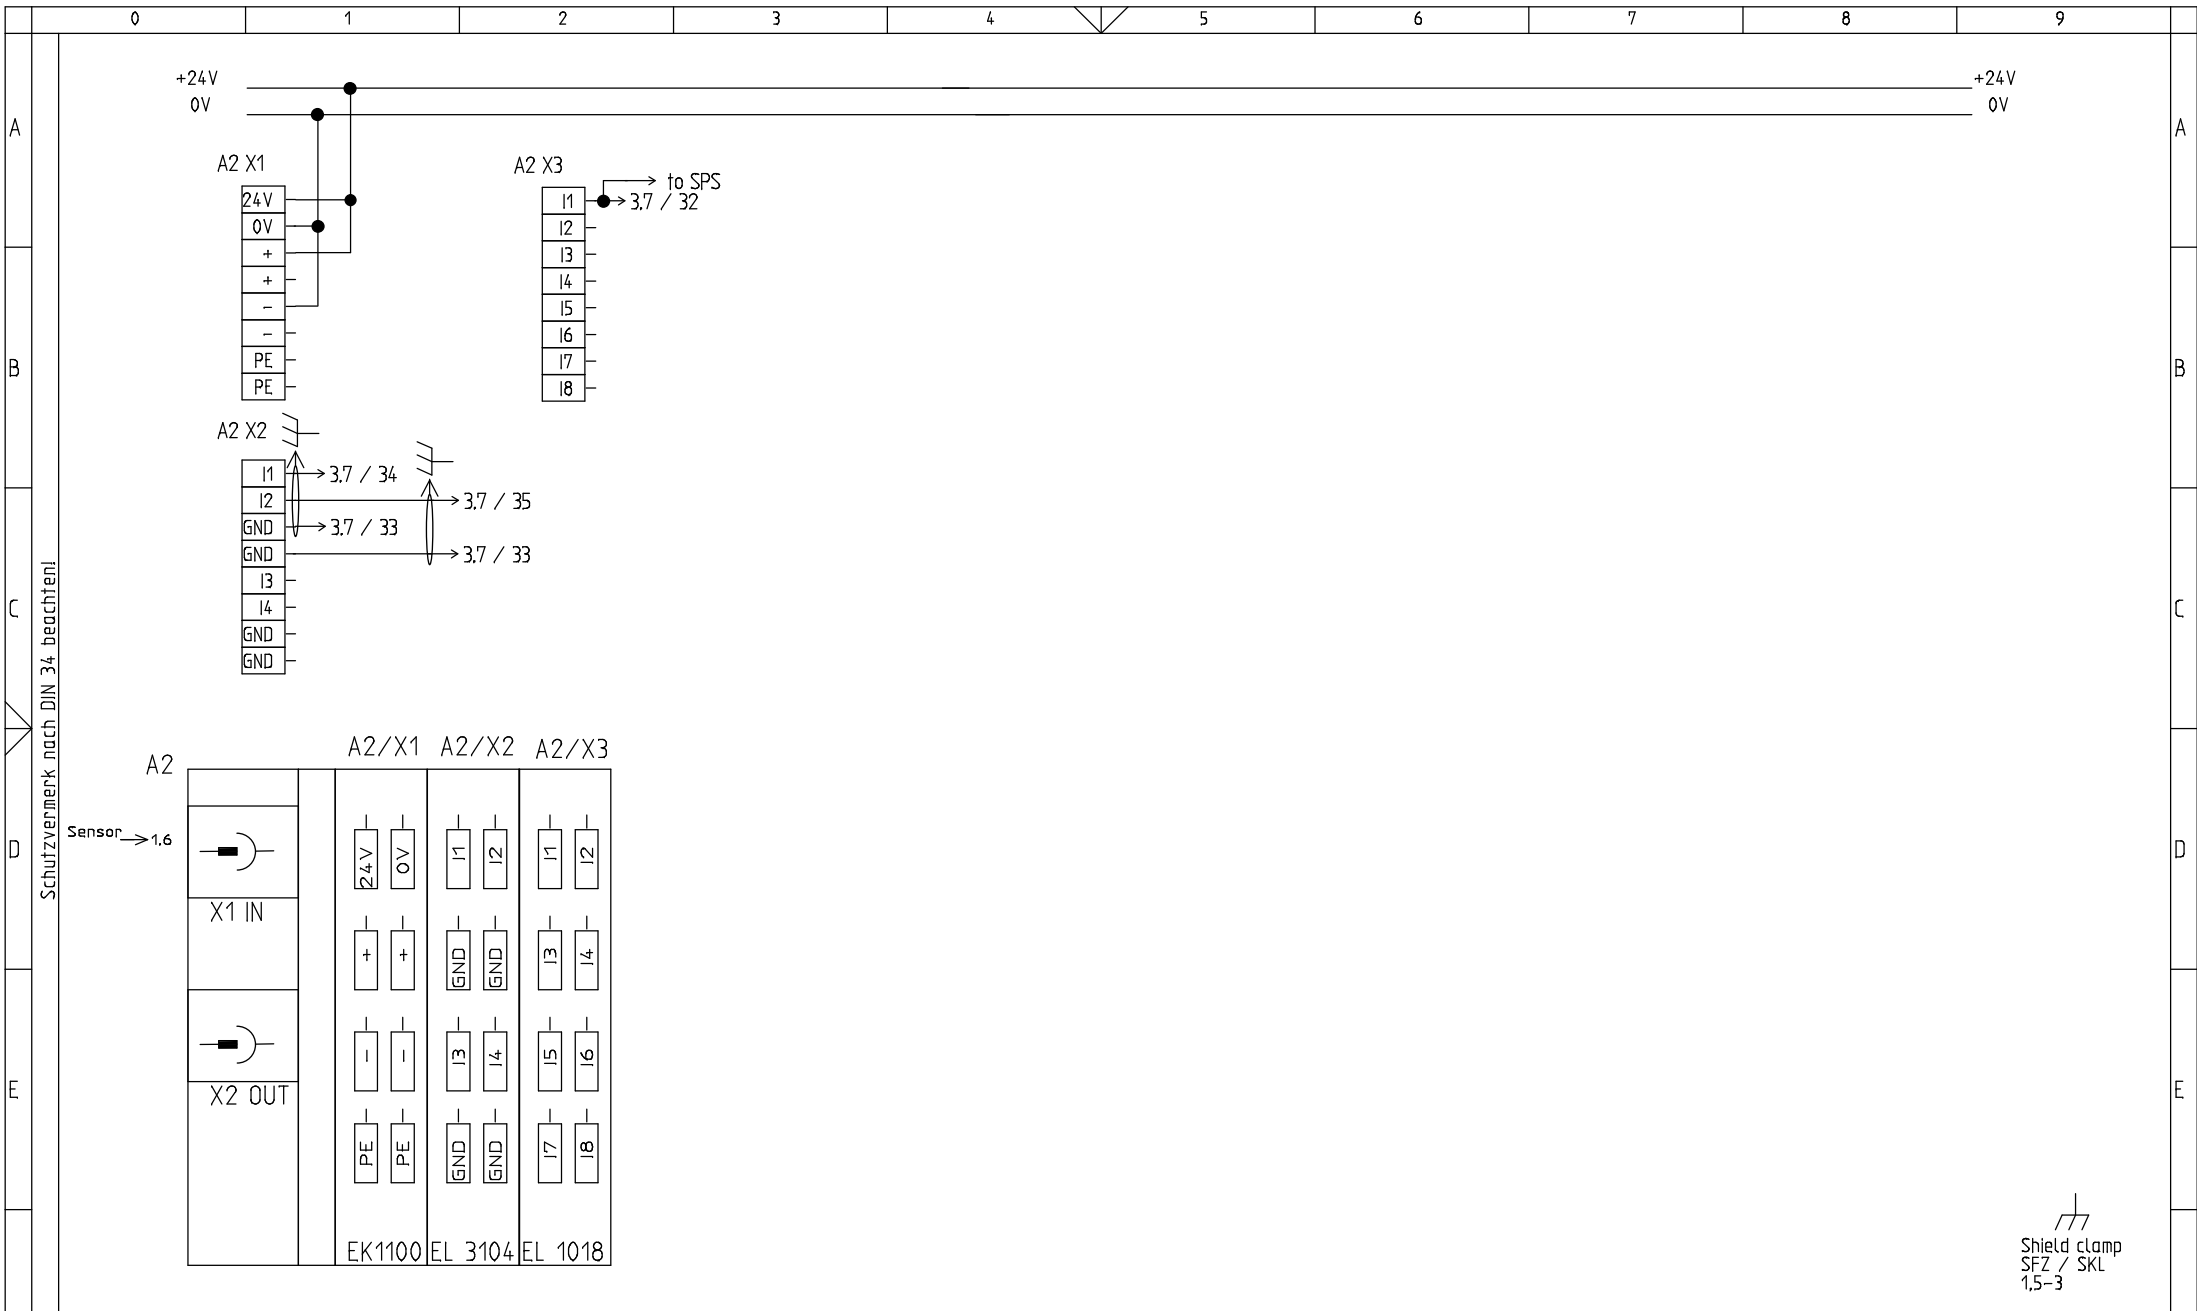 0 1 2 3 4 5 6 7 8 9
+24V +24V
0V 0V
A A
A2 X1
24V
0V
+
+
-
-
PE
PE
A2 X3
to SPS
I1 3.7 / 32
I2
I3
I4
I5
I6
I7
I8
B B
A2 X2
I1 3.7 / 34
I2 3.7 / 35
GND 3.7 / 33
GND 3.7 / 33
I3
I4
GND
GND
C C
Schutzvermerk nach DIN 34 beachten!
A2 A2/X1 A2/X2 A2/X3
Sensor 1.6
D D
24V 0V I1 I2 I1 I2
X1 IN
+ + GND GND I3 I4
- - I3 I4 I5 I6
X2 OUT
E E
PE PE GND GND I7 I8
EK1100 EL 3104 EL 1018
Shield clamp
SFZ / SKL
1,5-3